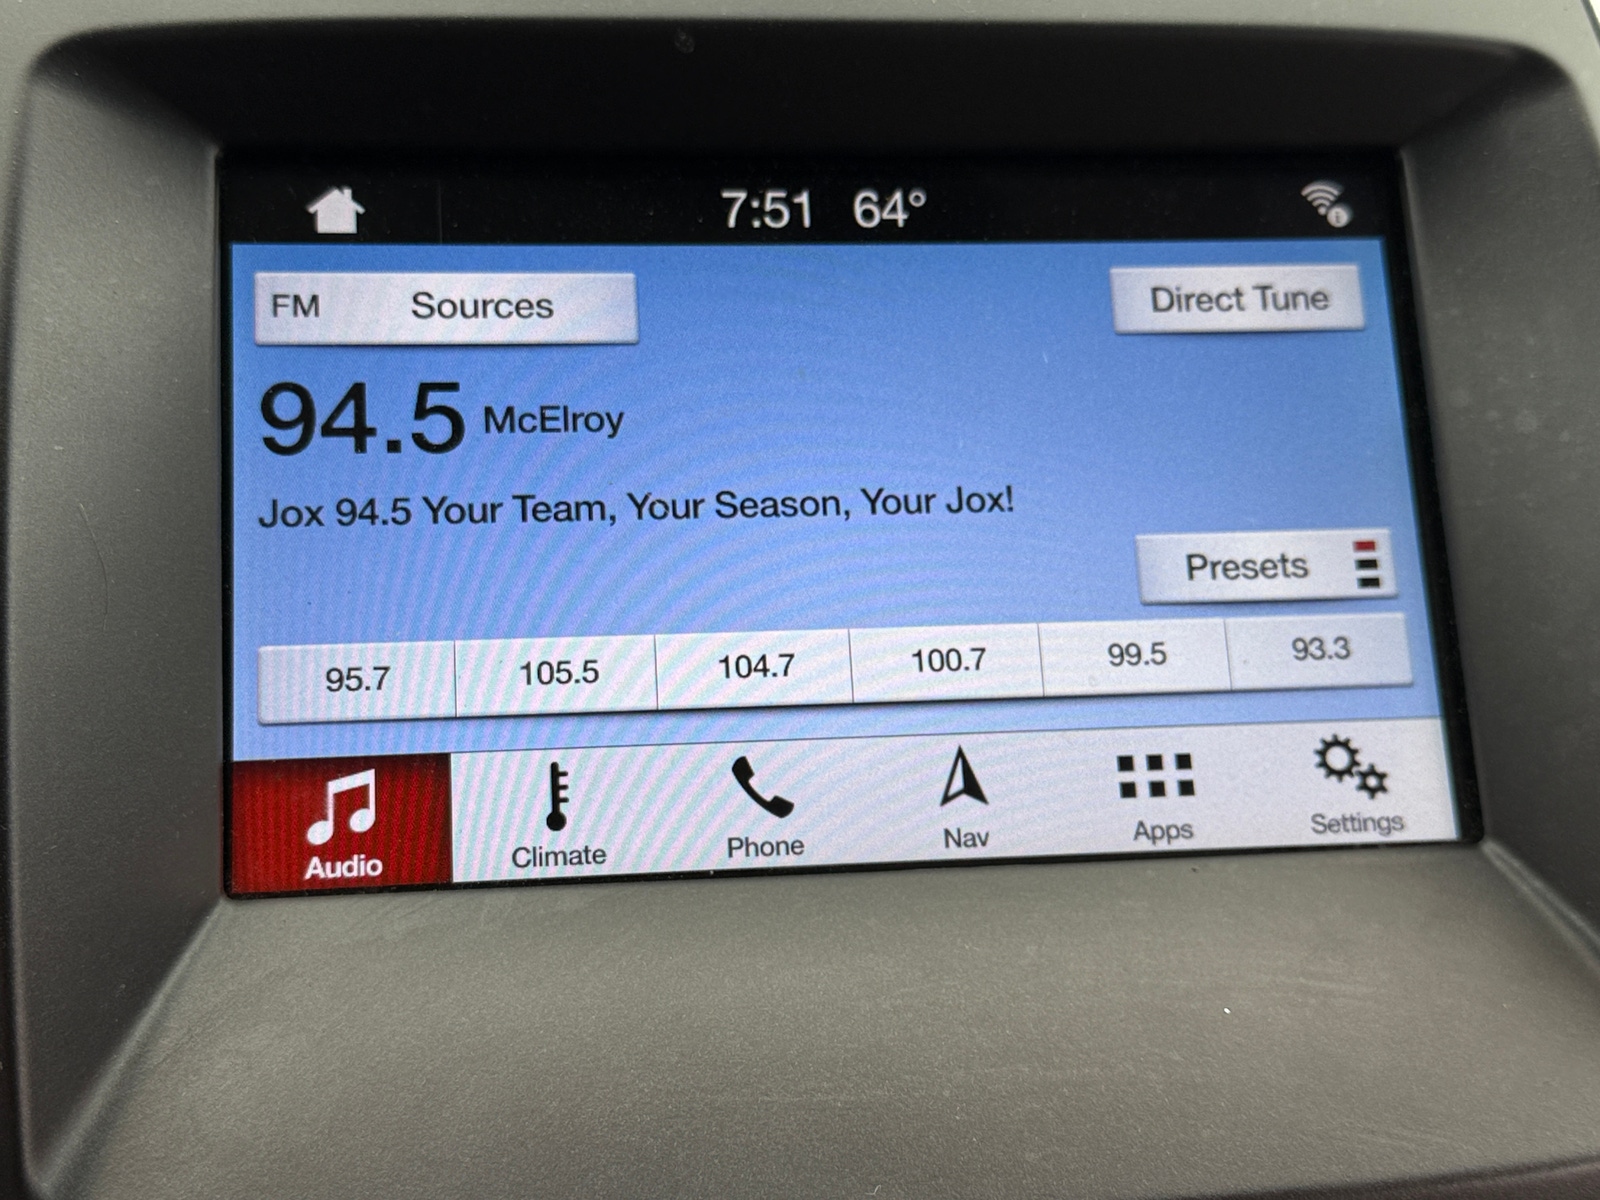 7:51 64°
FM Sources Direct Tune
94.5 McElroy
Jox 94.5 Your Team, Your Season, Your Jox!
Presets
95.7 105.5 104.7 100.7 99.5 93.3
Audio Climate Phone Nav Apps Settings